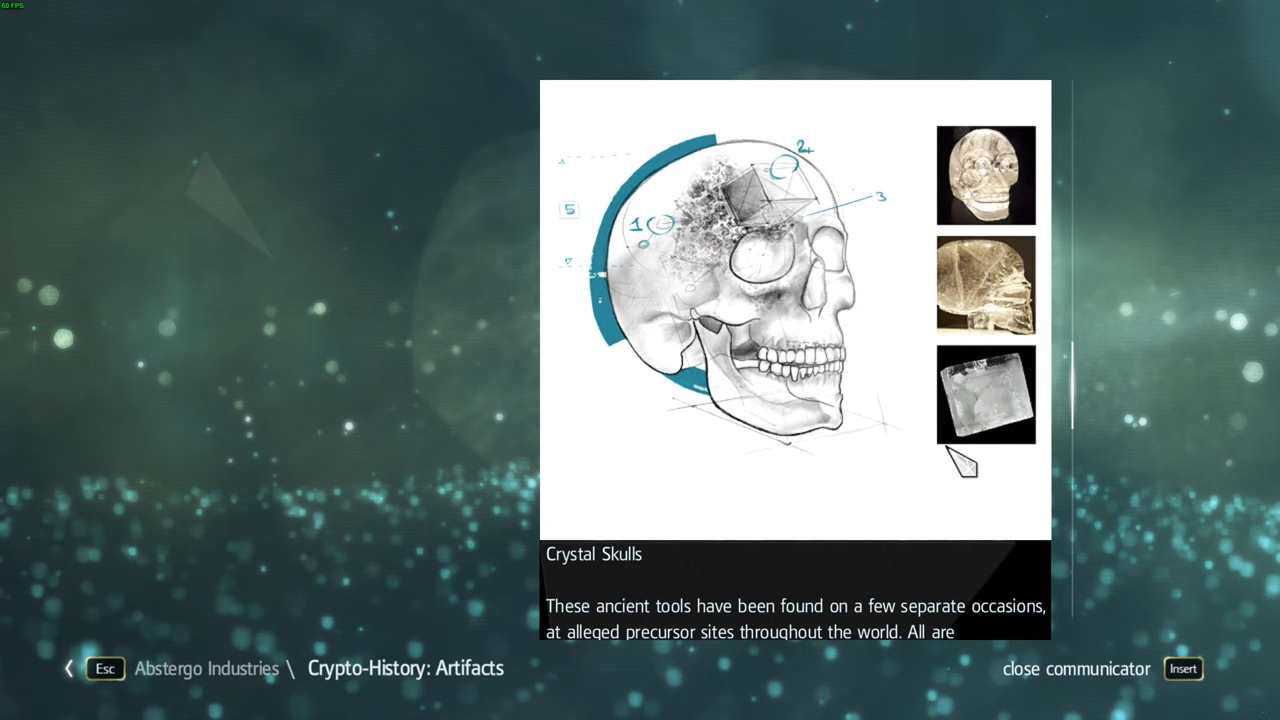 60 FPS
2
3
5
1
Crystal Skulls
These ancient tools have been found on a few separate occasions,
at alleged precursor sites throughout the world. All are
Esc Abstergo Industries \ Crypto-History: Artifacts
close communicator Insert